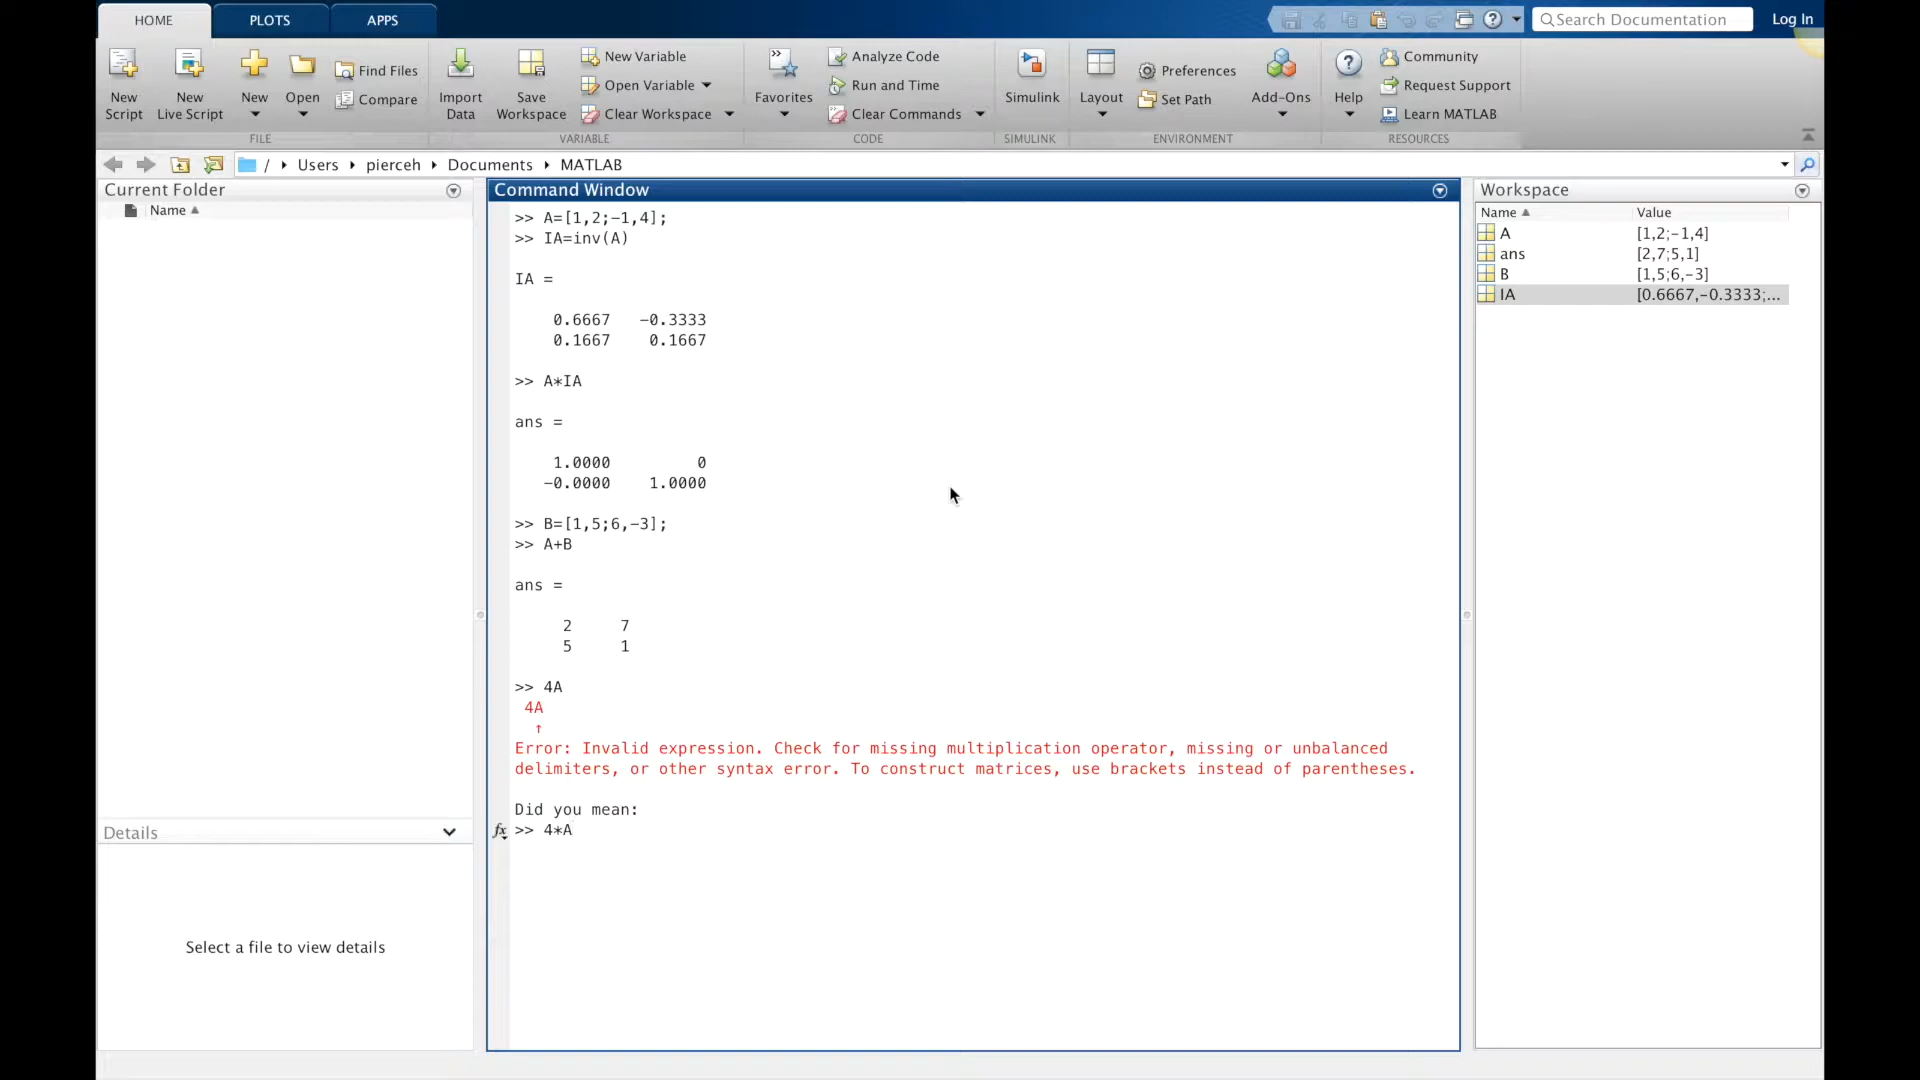 HOME
PLOTS
APPS
Search Documentation
Log In
New Script
New Live Script
New
Open
Find Files
Compare
Import Data
Save Workspace
New Variable
Open Variable
Clear Workspace
Favorites
Analyze Code
Run and Time
Clear Commands
Simulink
Layout
Preferences
Set Path
Add-Ons
Help
Community
Request Support
Learn MATLAB
FILE
VARIABLE
CODE
SIMULINK
ENVIRONMENT
RESOURCES
/ ▸ Users ▸ pierceh ▸ Documents ▸ MATLAB
Current Folder
Name
Details
Select a file to view details
Command Window
>> A=[1,2;-1,4];
>> IA=inv(A)
IA =
0.6667 -0.3333
0.1667 0.1667
>> A*IA
ans =
1.0000 0
-0.0000 1.0000
>> B=[1,5;6,-3];
>> A+B
ans =
2 7
5 1
>> 4A
4A
↑
Error: Invalid expression. Check for missing multiplication operator, missing or unbalanced
delimiters, or other syntax error. To construct matrices, use brackets instead of parentheses.
Did you mean:
fx >> 4*A
Workspace
Name Value
A [1,2;-1,4]
ans [2,7;5,1]
B [1,5;6,-3]
IA [0.6667,-0.3333;...